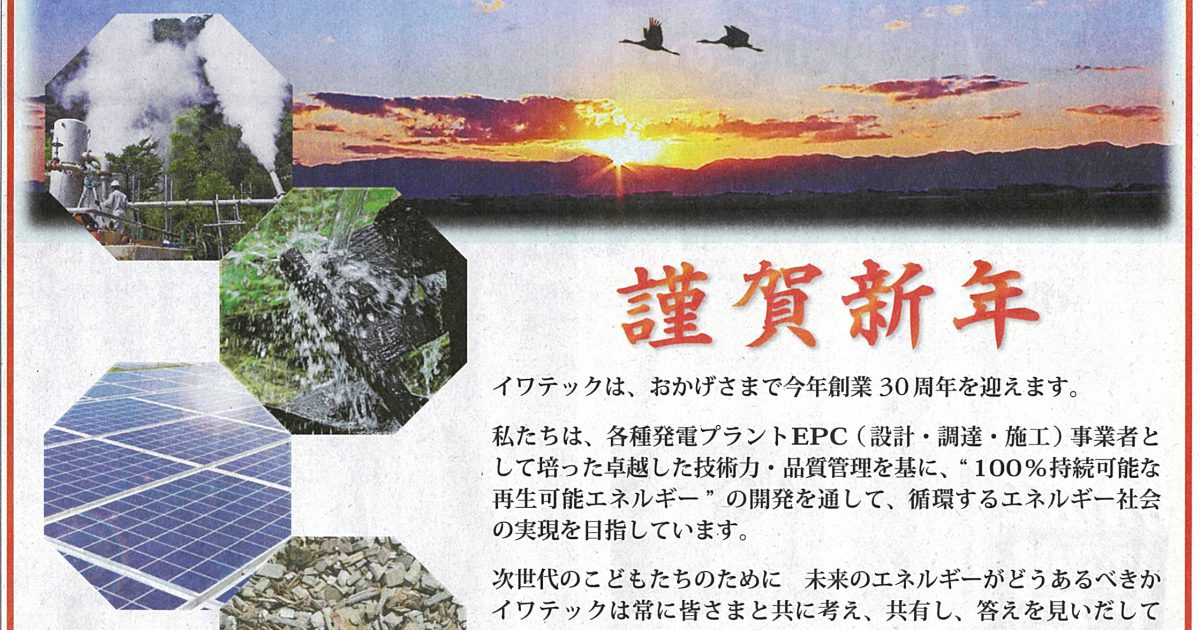 謹賀新年
イワテックは、おかげさまで今年創業 30 周年を迎えます。
私たちは、各種発電プラントEPC（設計・調達・施工）事業者と
して培った卓越した技術力・品質管理を基に、“ 100％持続可能な
再生可能エネルギー ” の開発を通して、循環するエネルギー社会
の実現を目指しています。
次世代のこどもたちのために　未来のエネルギーがどうあるべきか
イワテックは常に皆さまと共に考え、共有し、答えを見いだして